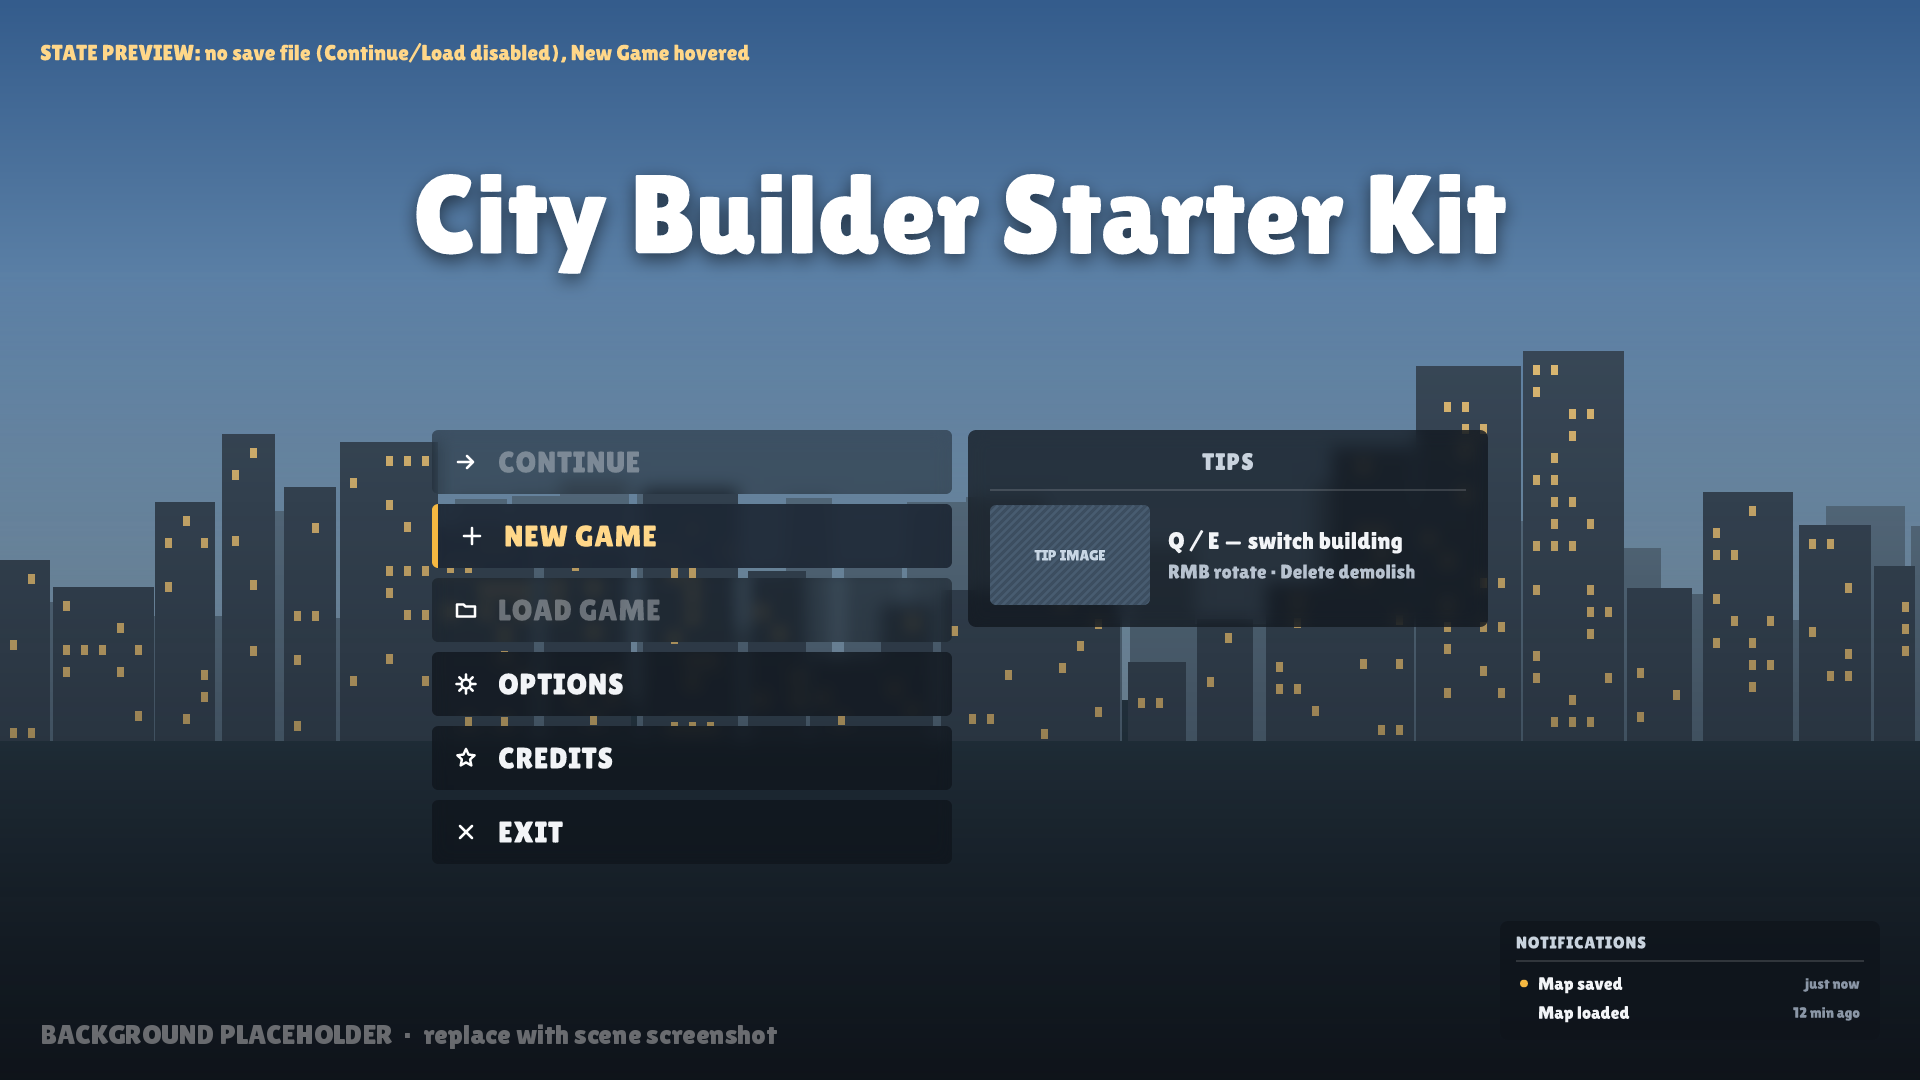 STATE PREVIEW: no save file (Continue/Load disabled), New Game hovered
City Builder Starter Kit
CONTINUE
NEW GAME
LOAD GAME
OPTIONS
CREDITS
EXIT
TIPS
TIP IMAGE
Q / E — switch building
RMB rotate · Delete demolish
NOTIFICATIONS
Map saved just now
Map loaded 12 min ago
BACKGROUND PLACEHOLDER · replace with scene screenshot